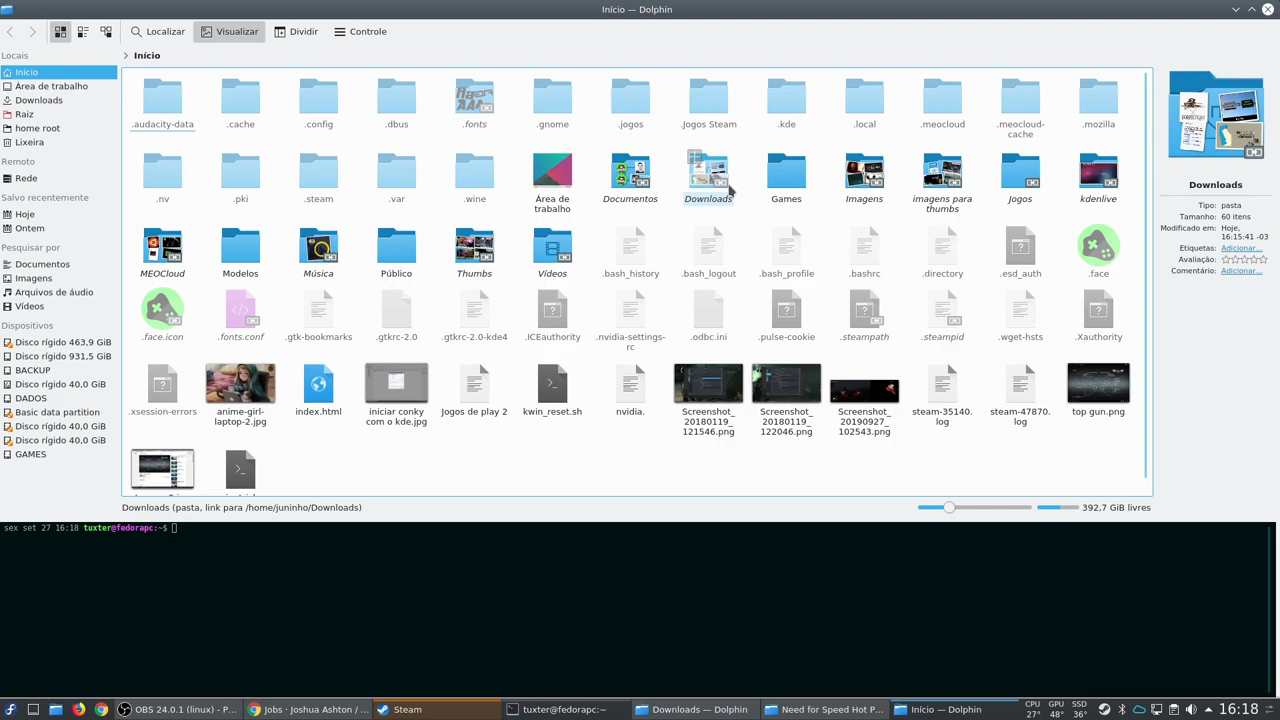 Início — Dolphin
Localizar
Visualizar
Dividir
Controle
Locais
Início
Área de trabalho
Downloads
Raiz
home root
Lixeira
Remoto
Rede
Salvo recentemente
Hoje
Ontem
Pesquisar por
Documentos
Imagens
Arquivos de áudio
Vídeos
Dispositivos
Disco rígido 463,9 GiB
Disco rígido 931,5 GiB
BACKUP
Disco rígido 40,0 GiB
DADOS
Basic data partition
Disco rígido 40,0 GiB
Disco rígido 40,0 GiB
GAMES
Início
.audacity-data
.cache
.config
.dbus
.fonts
.gnome
.jogos
.Jogos Steam
.kde
.local
.meocloud
.meocloud-
cache
.mozilla
.nv
.pki
.steam
.var
.wine
Área de
trabalho
Documentos
Downloads
Games
Imagens
imagens para
thumbs
Jogos
kdenlive
MEOCloud
Modelos
Música
Público
Thumbs
Vídeos
.bash_history
.bash_logout
.bash_profile
.bashrc
.directory
.esd_auth
.face
.face.icon
.fonts.conf
.gtk-bookmarks
.gtkrc-2.0
.gtkrc-2.0-kde4
.ICEauthority
.nvidia-settings-
rc
.odbc.ini
.pulse-cookie
.steampath
.steampid
.wget-hsts
.Xauthority
.xsession-errors
anime-girl-
laptop-2.jpg
index.html
iniciar conky
com o kde.jpg
Jogos de play 2
kwin_reset.sh
nvidia.
Screenshot_
20180119_
121546.png
Screenshot_
20180119_
122046.png
Screenshot_
20190927_
102543.png
steam-35140.
log
steam-47870.
log
top gun.png
Downloads
Tipo: pasta
Tamanho: 60 itens
Modificado em: Hoje,
16:15:41 -03
Etiquetas: Adicionar...
Avaliação:
Comentário: Adicionar...
Downloads (pasta, link para /home/juninho/Downloads)
392,7 GiB livres
sex set 27 16:18 tuxter@fedorapc:~$
OBS 24.0.1 (linux) - P...
Jobs · Joshua Ashton / ...
Steam
tuxter@fedorapc:~
Downloads — Dolphin
Need for Speed Hot P...
Início — Dolphin
CPU
27°
GPU
48°
SSD
36°
16:18